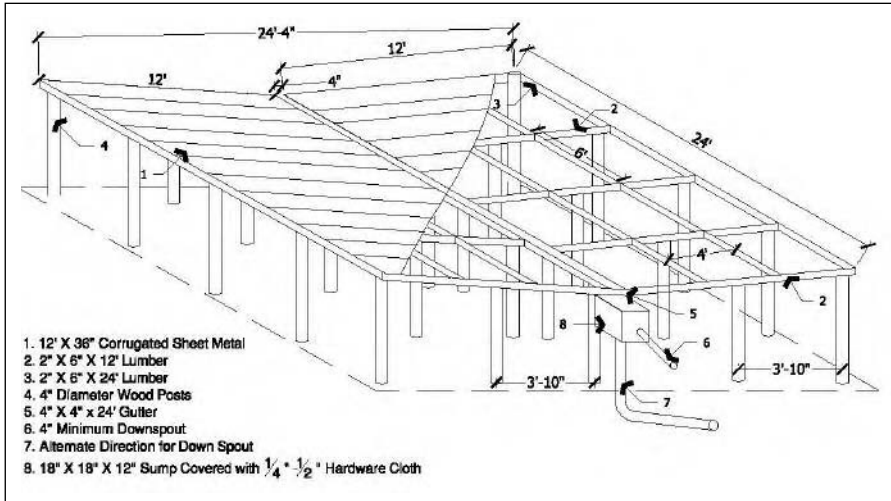 24'-4"
12'
4"
12'
3
2
24'
6'
4
1
4'
2
5
8
6
3'-10"
3'-10"
7
1. 12' X 36" Corrugated Sheet Metal
2. 2" X 6" X 12' Lumber
3. 2" X 6" X 24' Lumber
4. 4" Diameter Wood Posts
5. 4" X 4" x 24' Gutter
6. 4" Minimum Downspout
7. Alternate Direction for Down Spout
8. 18" X 18" X 12" Sump Covered with 1/4 " 1/2 " Hardware Cloth